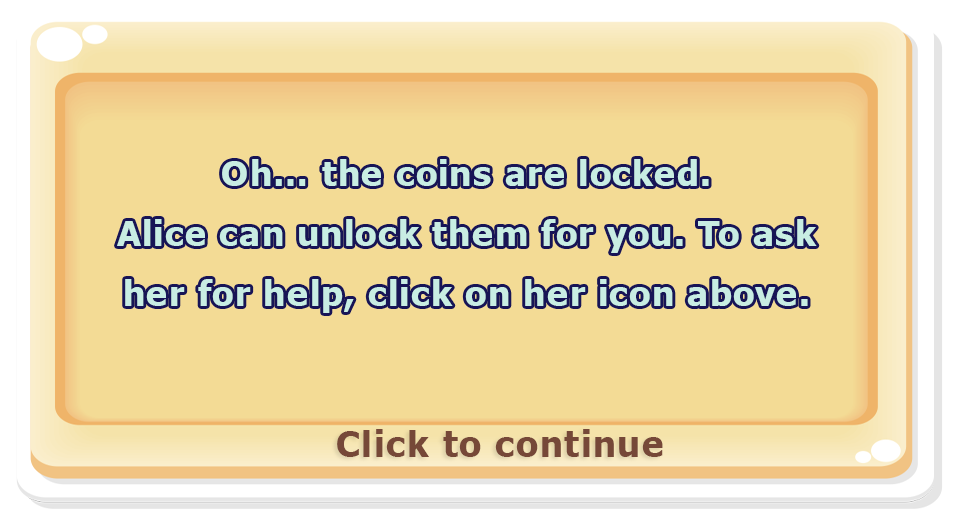 Oh... the coins are locked.
Alice can unlock them for you. To ask
her for help, click on her icon above.
Click to continue